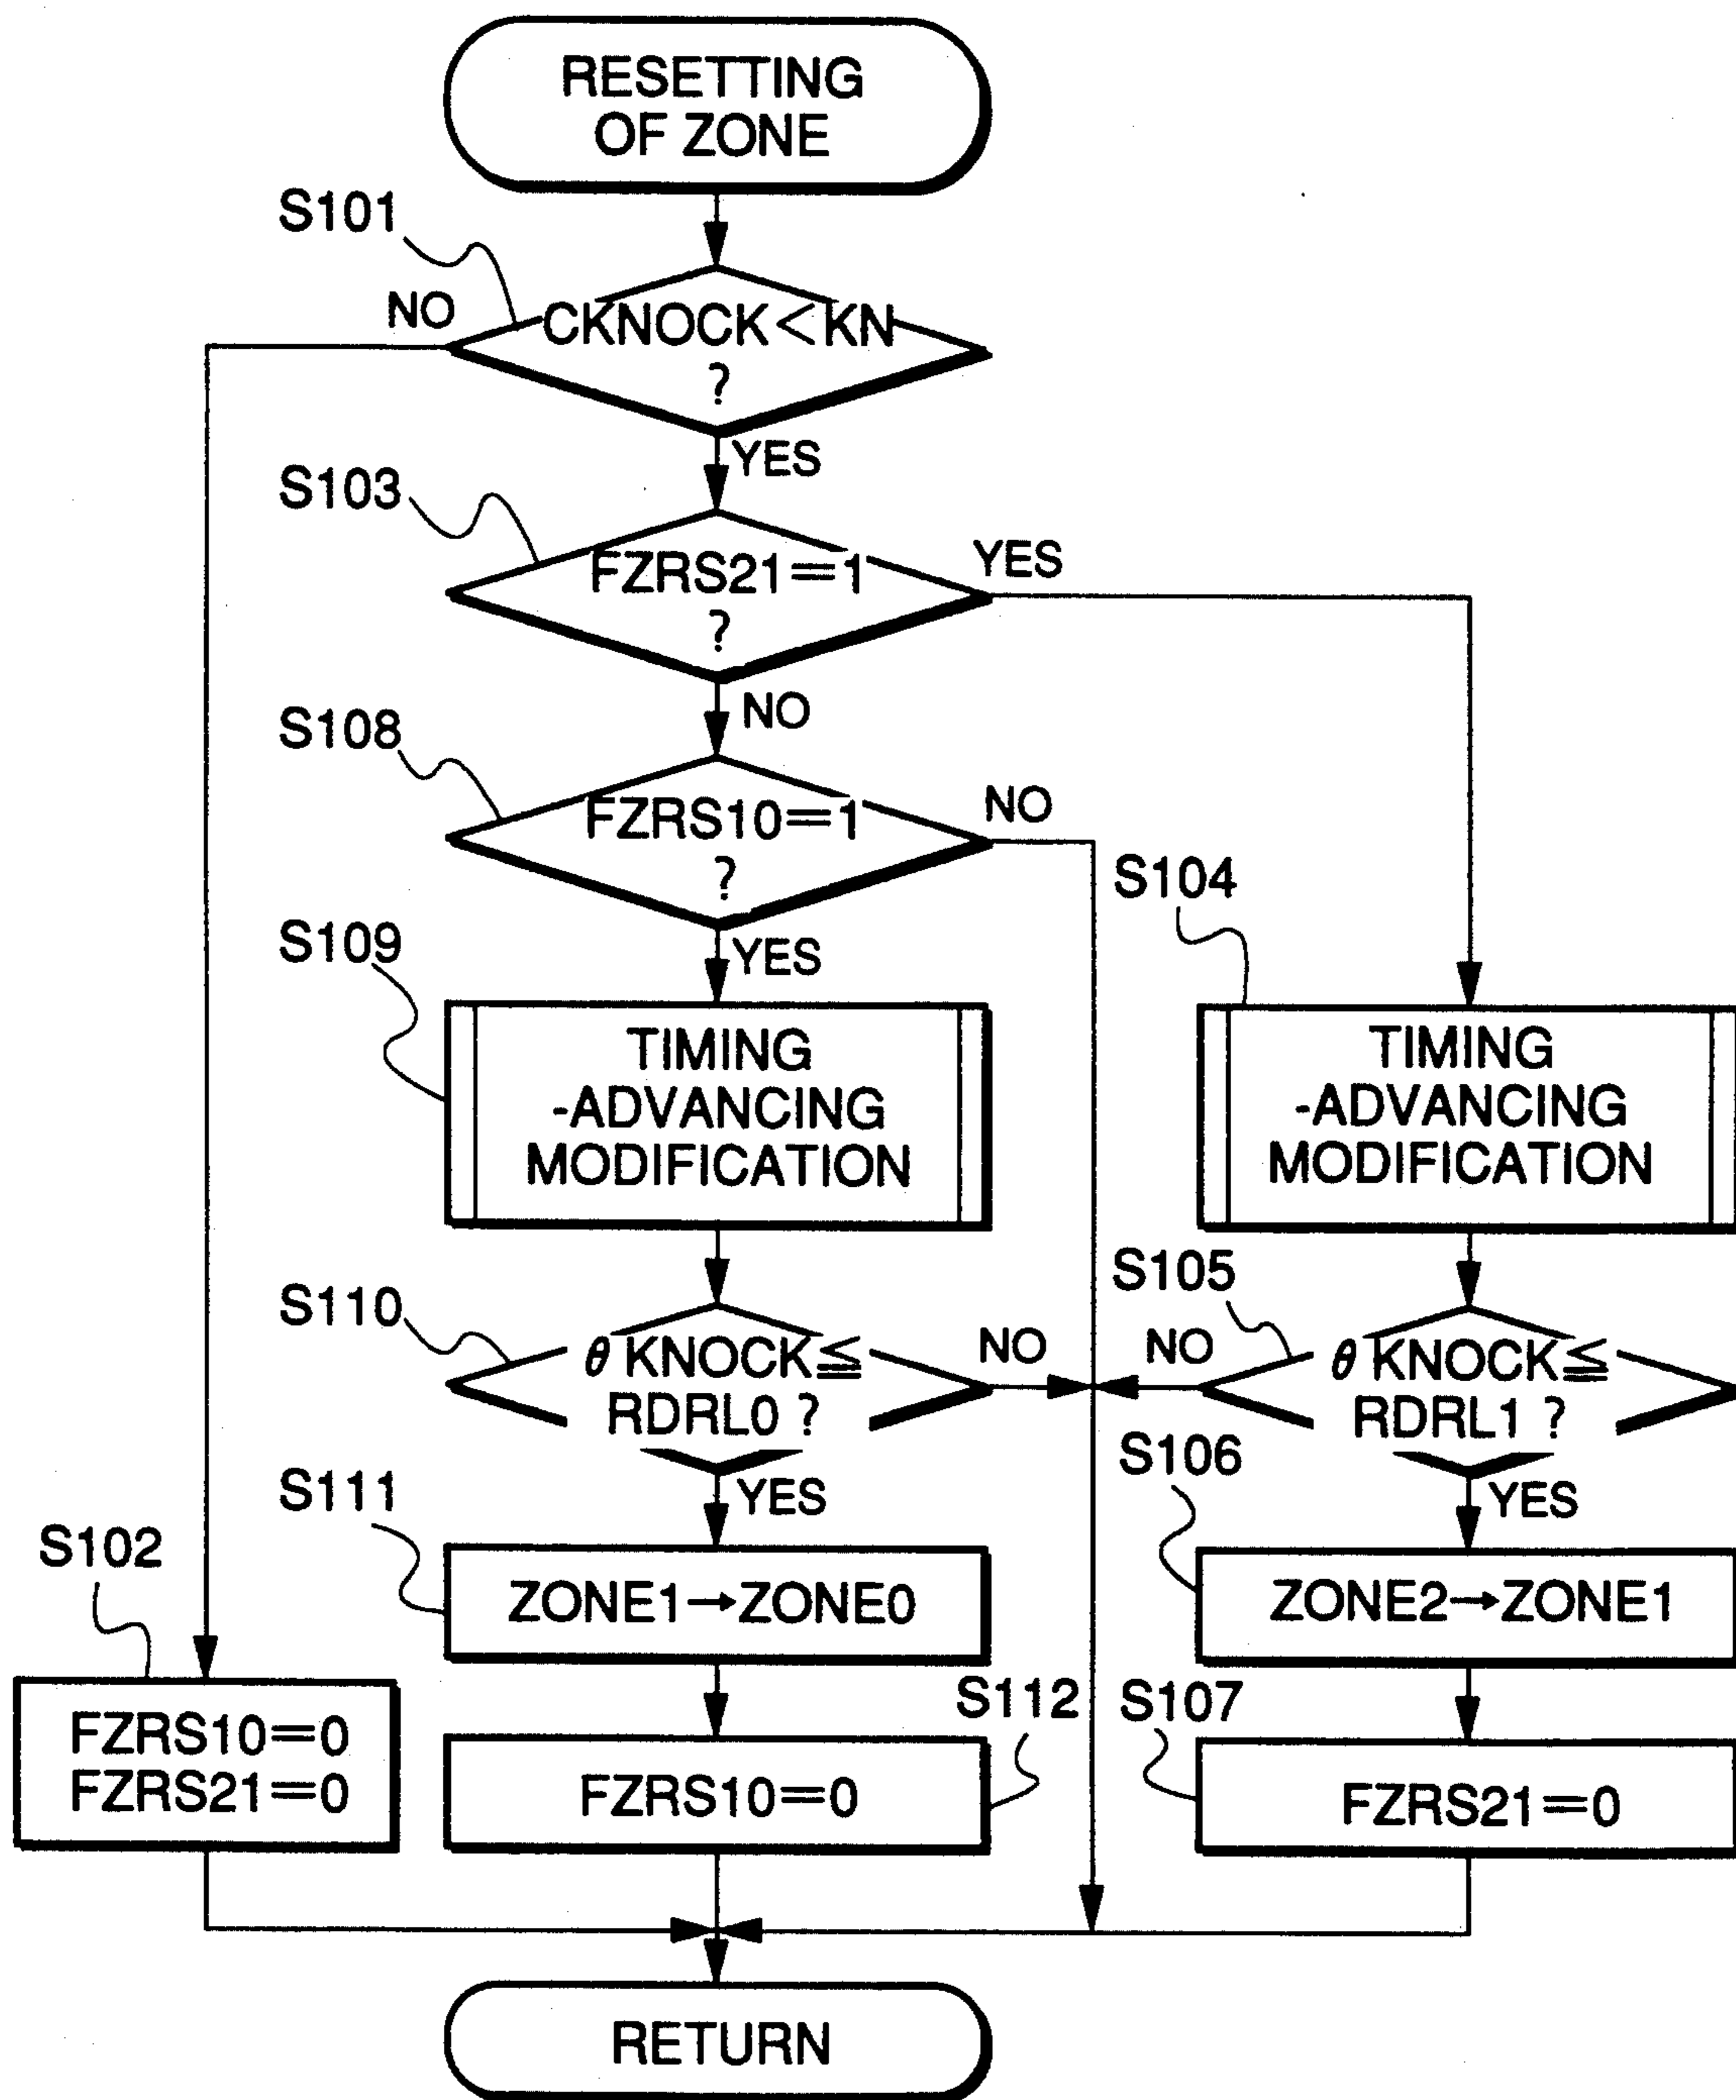 RESETTING
OF ZONE
S101
NO
CKNOCK<KN
?
YES
S103
FZRS21=1
?
YES
NO
S108
FZRS10=1
?
NO
S104
S109
YES
TIMING
-ADVANCING
MODIFICATION
TIMING
-ADVANCING
MODIFICATION
S110
θ KNOCK≦
RDRL0 ?
NO
S105
NO
θ KNOCK≦
RDRL1 ?
S111
YES
S106
YES
S102
ZONE1→ZONE0
ZONE2→ZONE1
FZRS10=0
FZRS21=0
S112
FZRS10=0
S107
FZRS21=0
RETURN